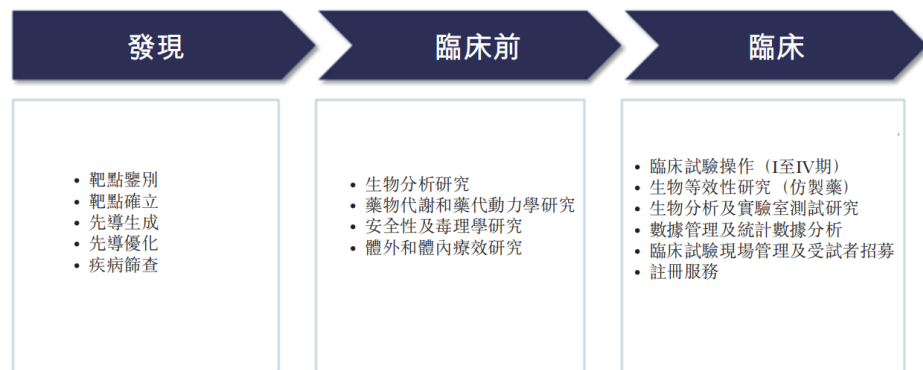 發現
臨床前
臨床
• 靶點鑒別
• 靶點確立
• 先導生成
• 先導優化
• 疾病篩查
• 生物分析研究
• 藥物代謝和藥代動力學研究
• 安全性及毒理學研究
• 體外和體內療效研究
• 臨床試驗操作（I至IV期）
• 生物等效性研究（仿製藥）
• 生物分析及實驗室測試研究
• 數據管理及統計數據分析
• 臨床試驗現場管理及受試者招募
• 註冊服務